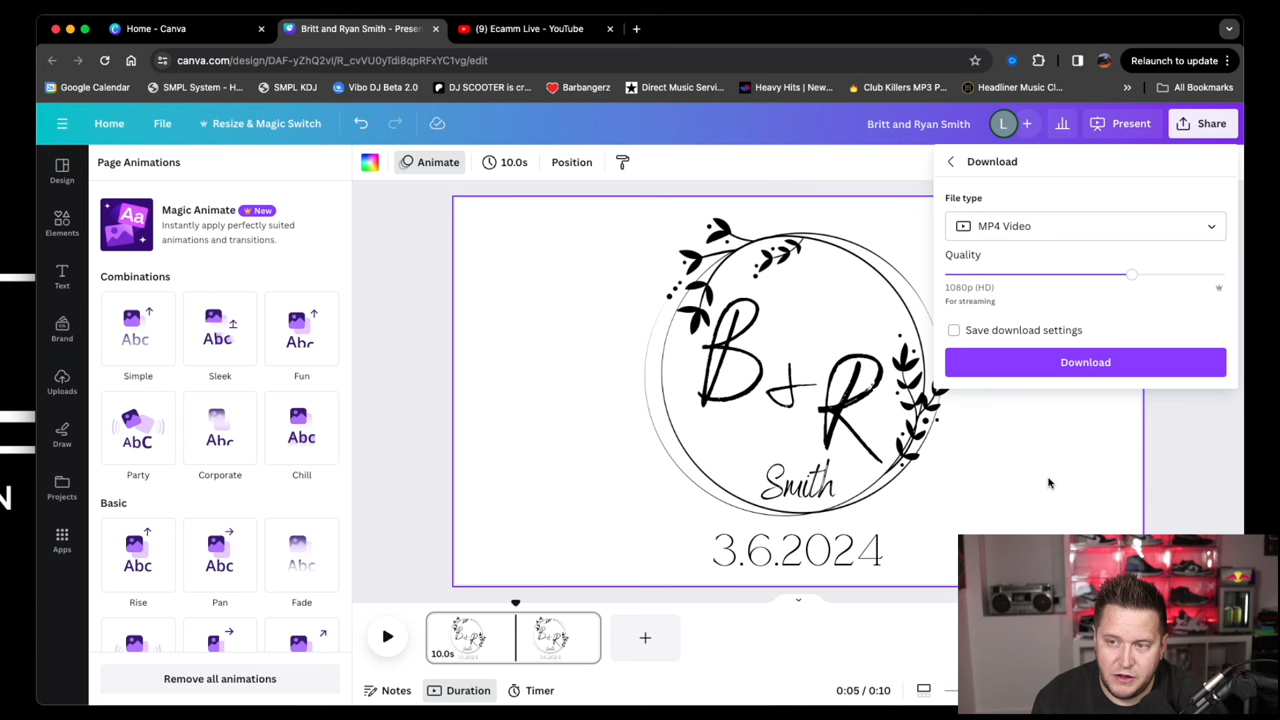 Home - Canva
Britt and Ryan Smith - Presen
(9) Ecamm Live - YouTube
canva.com/design/DAF-yZhQ2vI/R_cvVU0yTdi8qpRFxYC1vg/edit
Relaunch to update
Google Calendar
SMPL System - H...
SMPL KDJ
Vibo DJ Beta 2.0
DJ SCOOTER is cr...
Barbangerz
Direct Music Servi...
Heavy Hits | New...
Club Killers MP3 P...
Headliner Music Cl...
»
All Bookmarks
Home
File
Resize & Magic Switch
Britt and Ryan Smith
L
+
Present
Share
Design
Elements
Text
Brand
Uploads
Draw
Projects
Apps
Page Animations
Magic Animate
New
Instantly apply perfectly suited
animations and transitions.
Combinations
Abc
Abc
Abc
Simple
Sleek
Fun
AbC
Abc
Abc
Party
Corporate
Chill
Basic
Abc
Abc
Abc
Rise
Pan
Fade
Remove all animations
Animate
10.0s
Position
B + R
Smith
3.6.2024
Download
File type
MP4 Video
Quality
1080p (HD)
For streaming
Save download settings
Download
10.0s
Notes
Duration
Timer
0:05 / 0:10
N